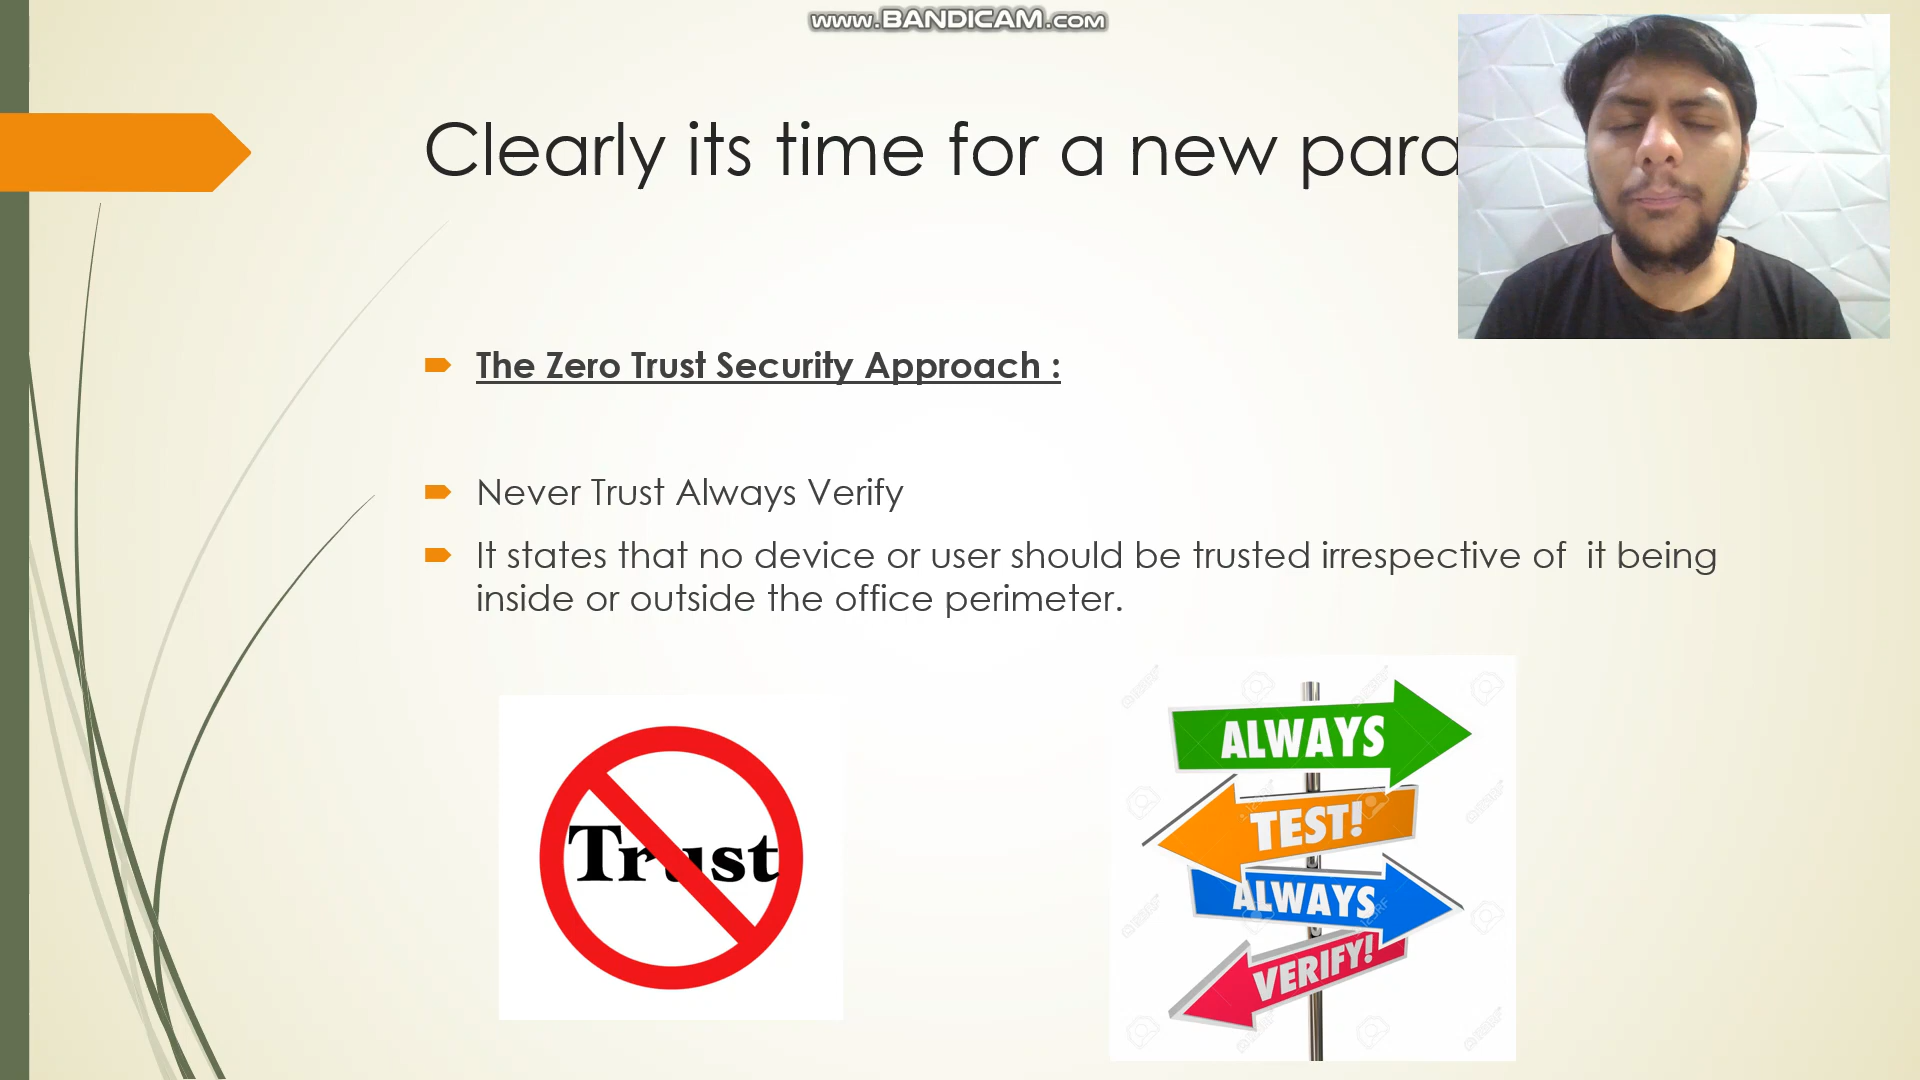 www.BANDICAM.com
Clearly its time for a new para
The Zero Trust Security Approach :
Never Trust Always Verify
It states that no device or user should be trusted irrespective of  it being
inside or outside the office perimeter.
Trust
ALWAYS
TEST!
ALWAYS
VERIFY!